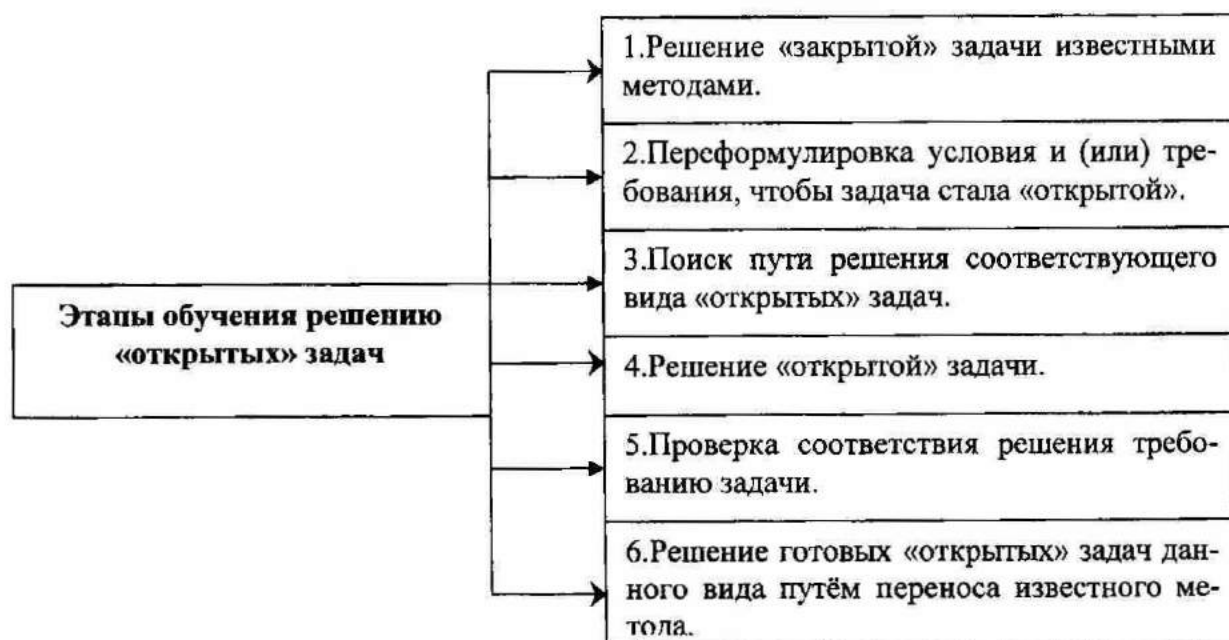 1.Решение «закрытой» задачи известными
методами.
2.Переформулировка условия и (или) тре-
бования, чтобы задача стала «открытой».
3.Поиск пути решения соответствующего
вида «открытых» задач.
Этапы обучения решению
«открытых» задач
4.Решение «открытой» задачи.
5.Проверка соответствия решения требо-
ванию задачи.
6.Решение готовых «открытых» задач дан-
ного вида путём переноса известного ме-
тода.